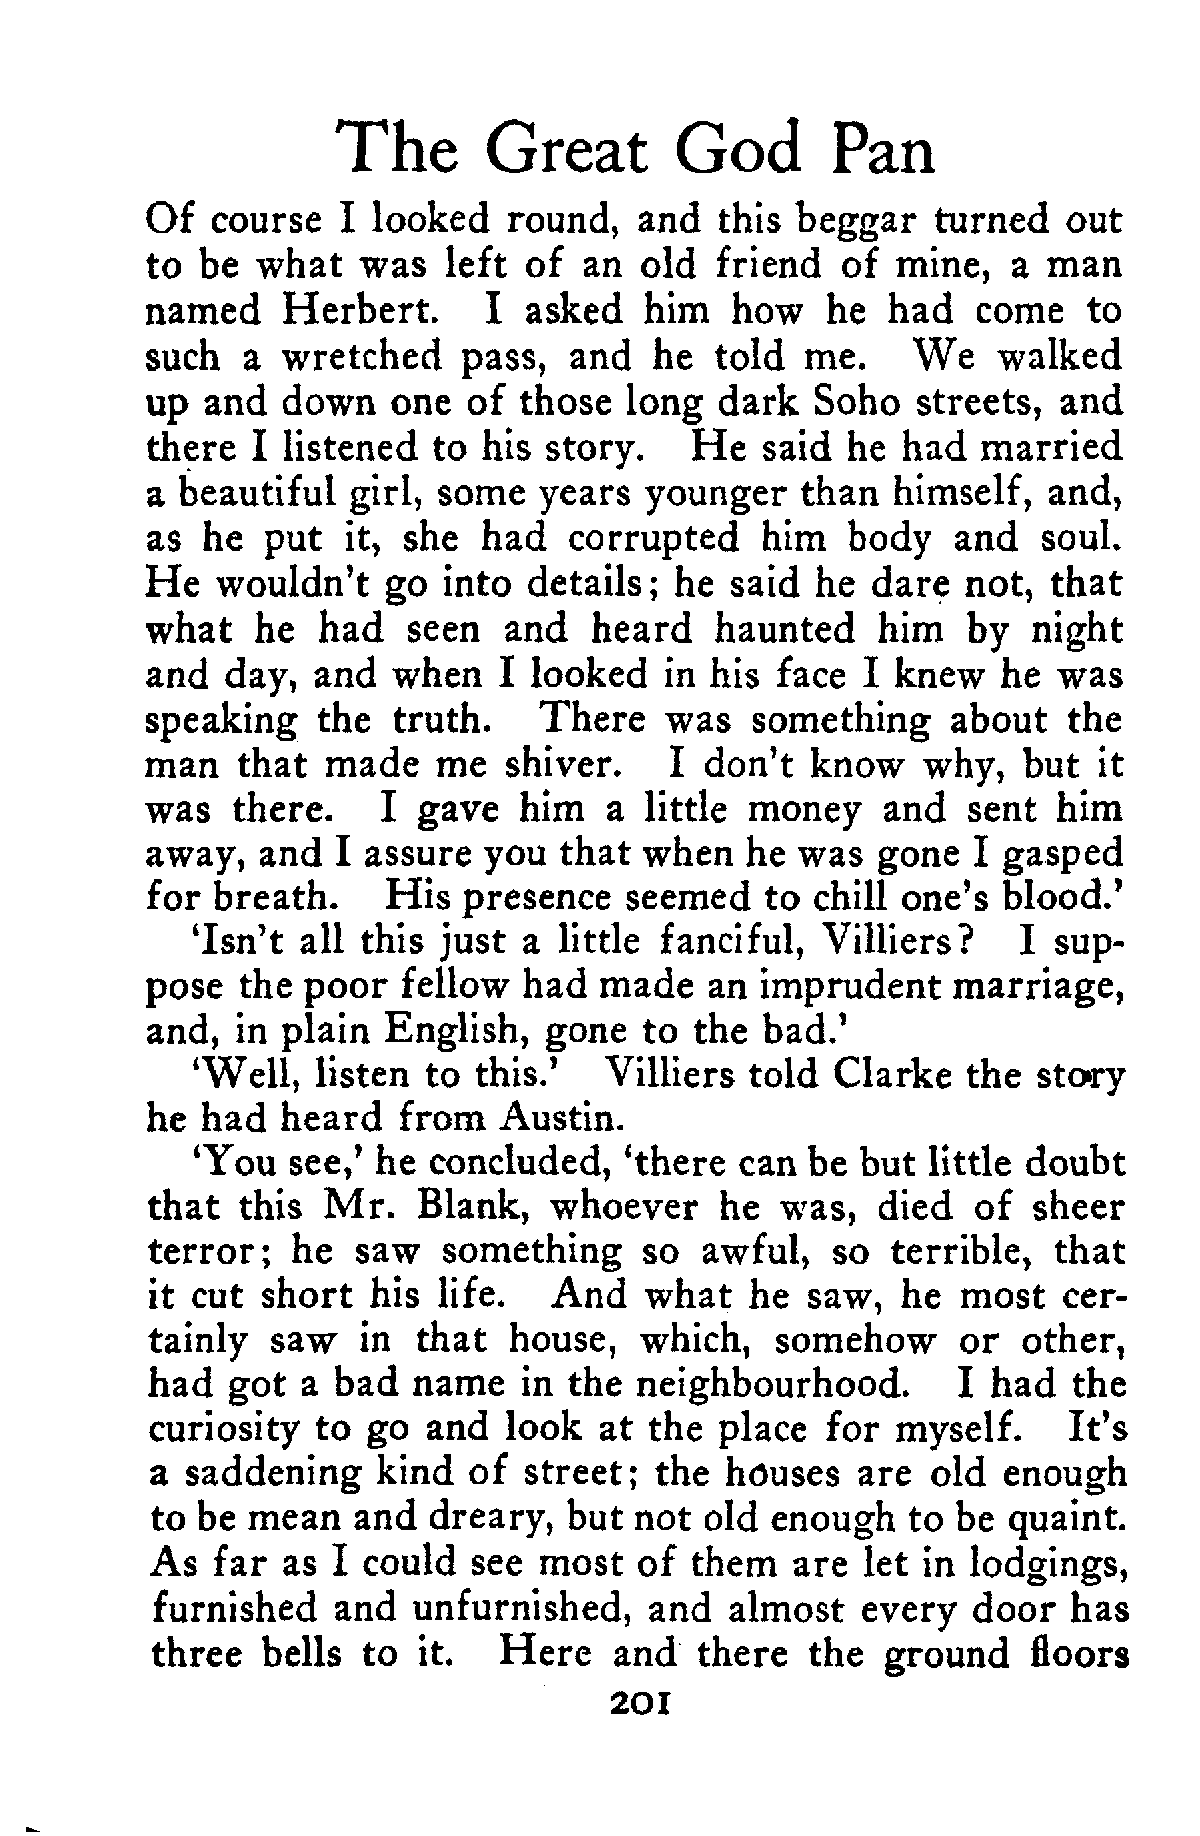 The Great God Pan
Of course I looked round, and this beggar turned out
to be what was left of an old friend of mine, a man
named Herbert. I asked him how he had come to
such a wretched pass, and he told me. We walked
up and down one of those long dark Soho streets, and
there I listened to his story. He said he had married
a beautiful girl, some years younger than himself, and,
as he put it, she had corrupted him body and soul.
He wouldn't go into details; he said he dare not, that
what he had seen and heard haunted him by night
and day, and when I looked in his face I knew he was
speaking the truth. There was something about the
man that made me shiver. I don't know why, but it
was there. I gave him a little money and sent him
away, and I assure you that when he was gone I gasped
for breath. His presence seemed to chill one's blood.'
'Isn't all this just a little fanciful, Villiers? I sup-
pose the poor fellow had made an imprudent marriage,
and, in plain English, gone to the bad.'
'Well, listen to this.' Villiers told Clarke the story
he had heard from Austin.
'You see,' he concluded, 'there can be but little doubt
that this Mr. Blank, whoever he was, died of sheer
terror; he saw something so awful, so terrible, that
it cut short his life. And what he saw, he most cer-
tainly saw in that house, which, somehow or other,
had got a bad name in the neighbourhood. I had the
curiosity to go and look at the place for myself. It's
a saddening kind of street; the houses are old enough
to be mean and dreary, but not old enough to be quaint.
As far as I could see most of them are let in lodgings,
furnished and unfurnished, and almost every door has
three bells to it. Here and there the ground floors
201